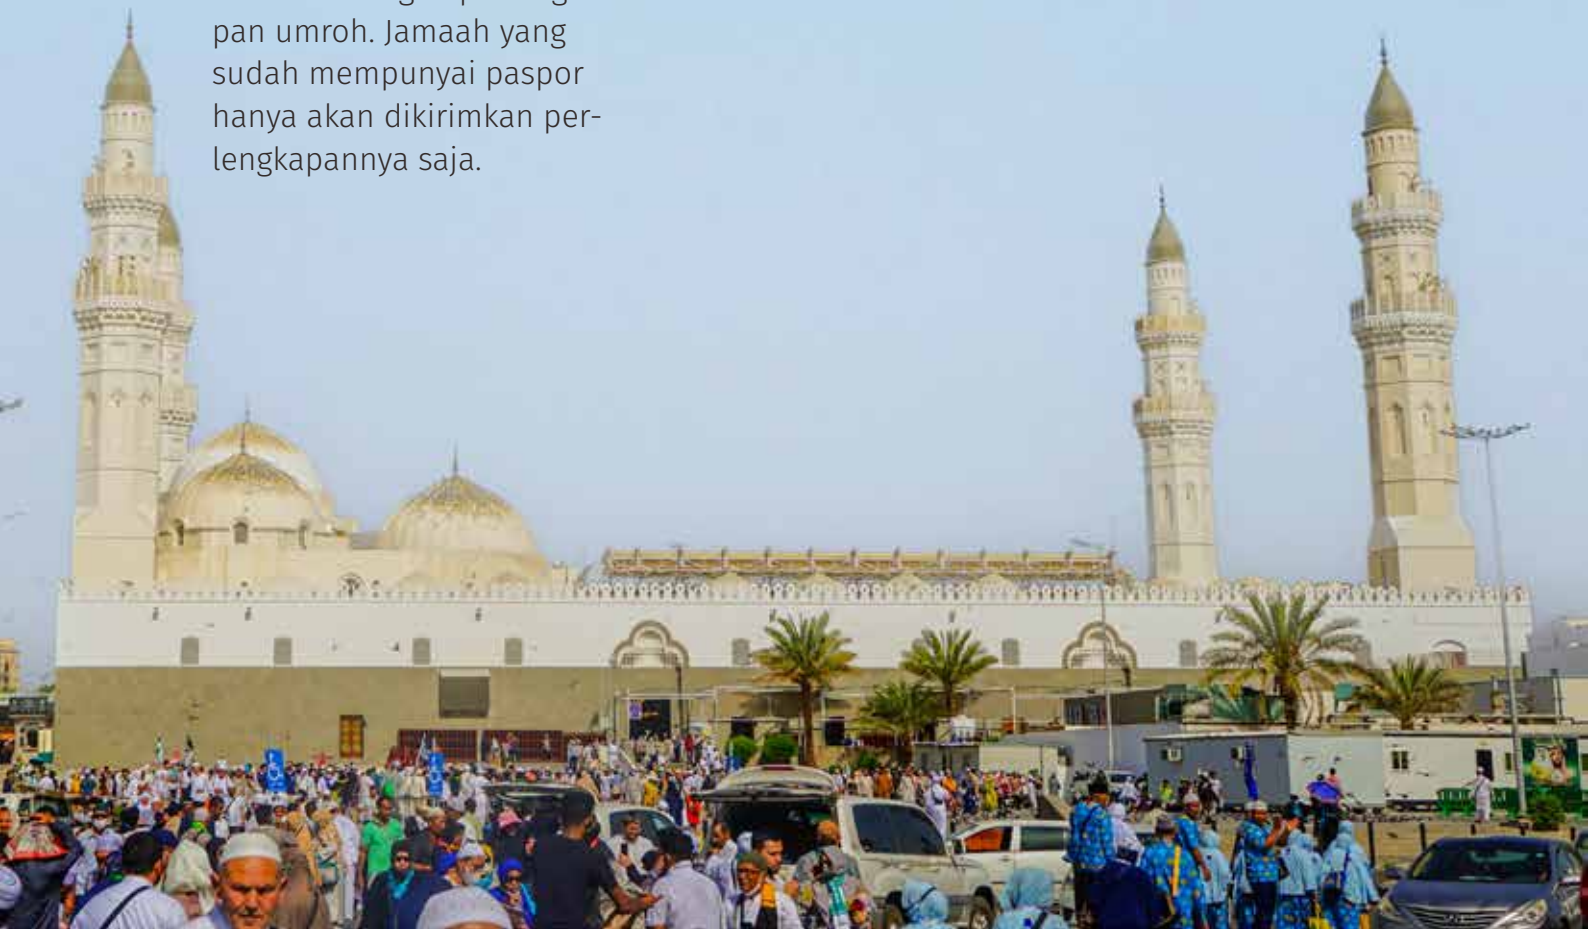 pan umroh. Jamaah yang
sudah mempunyai paspor
hanya akan dikirimkan per-
lengkapannya saja.